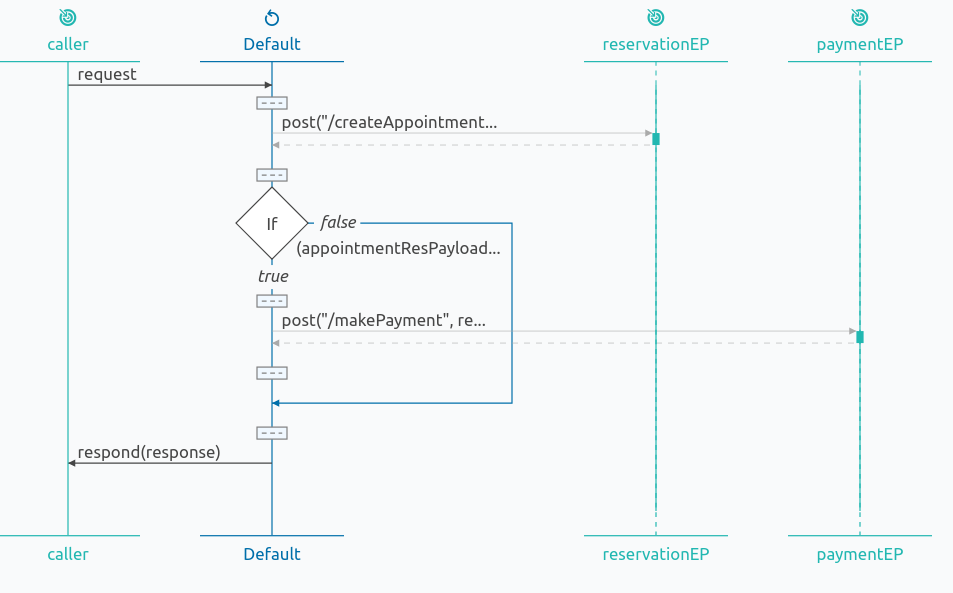 caller Default reservationEP paymentEP
request
post("/createAppointment...
If false
(appointmentResPayload...
true
post("/makePayment", re...
respond(response)
caller Default reservationEP paymentEP